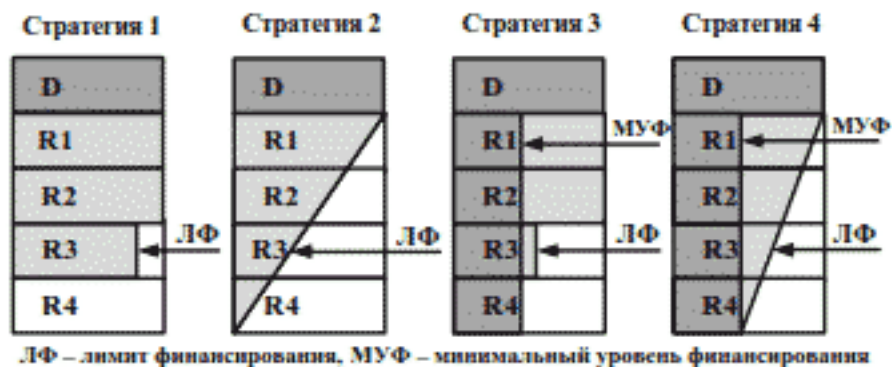 Стратегия 1 Стратегия 2 Стратегия 3 Стратегия 4
D D D D
R1 R1 R1 МУФ R1 МУФ
R2 R2 R2 R2
R3 ЛФ R3 ЛФ R3 ЛФ R3 ЛФ
R4 R4 R4 R4
ЛФ – лимит финансирования, МУФ – минимальный уровень финансирования